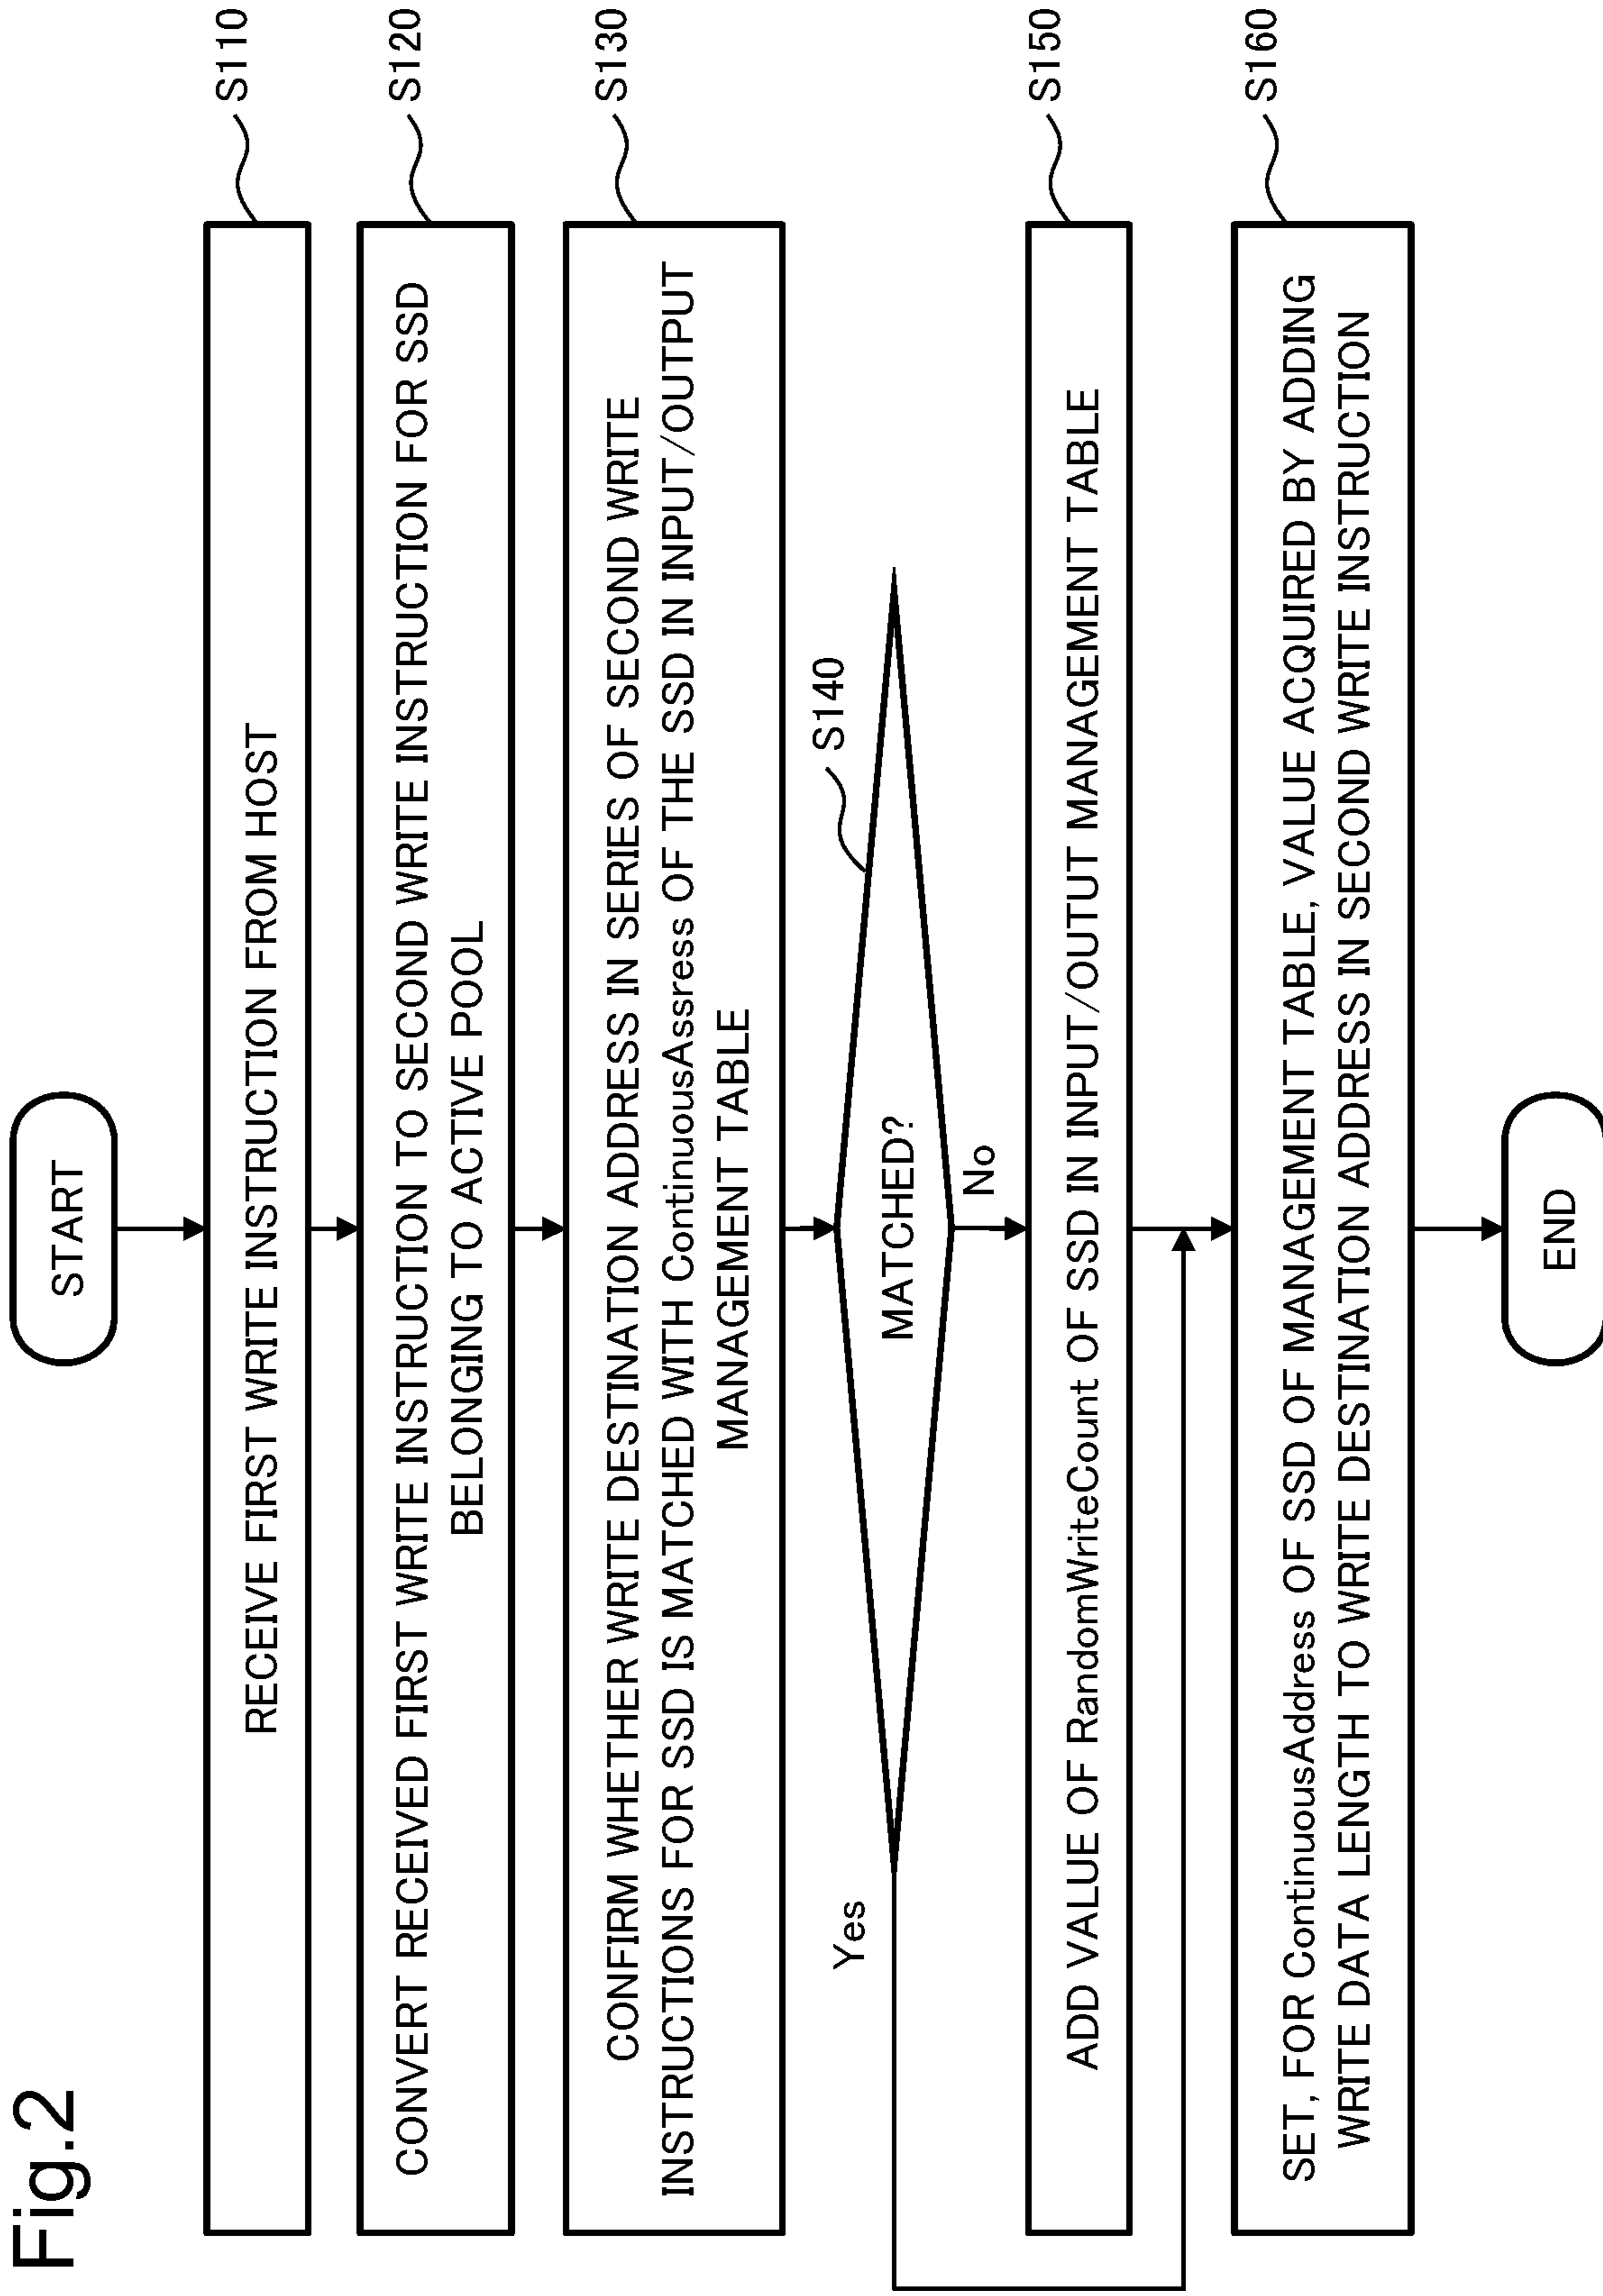 Fig.2
START
RECEIVE FIRST WRITE INSTRUCTION FROM HOST
S110
CONVERT RECEIVED FIRST WRITE INSTRUCTION TO SECOND WRITE INSTRUCTION FOR SSD
BELONGING TO ACTIVE POOL
S120
CONFIRM WHETHER WRITE DESTINATION ADDRESS IN SERIES OF SECOND WRITE
INSTRUCTIONS FOR SSD IS MATCHED WITH ContinuousAssress OF THE SSD IN INPUT/OUTPUT
MANAGEMENT TABLE
S130
S140
MATCHED?
Yes
No
ADD VALUE OF RandomWriteCount OF SSD IN INPUT/OUTUT MANAGEMENT TABLE
S150
SET, FOR ContinuousAddress OF SSD OF MANAGEMENT TABLE, VALUE ACQUIRED BY ADDING
WRITE DATA LENGTH TO WRITE DESTINATION ADDRESS IN SECOND WRITE INSTRUCTION
S160
END